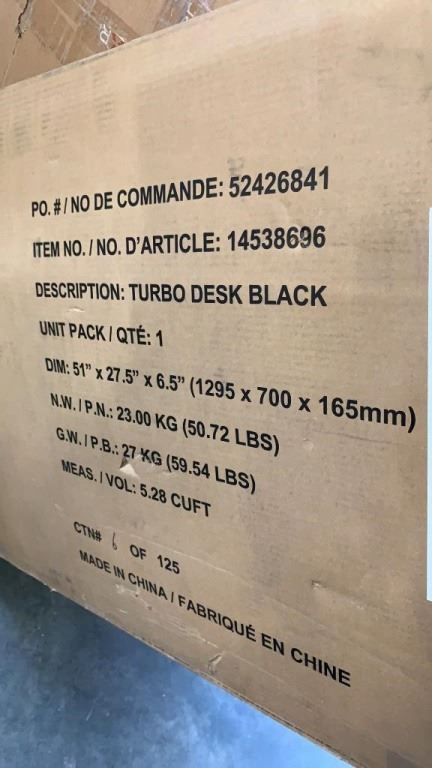 PO. # / NO DE COMMANDE: 52426841
ITEM NO. / NO. D'ARTICLE: 14538696
DESCRIPTION: TURBO DESK BLACK
UNIT PACK / QTÉ: 1
DIM: 51" x 27.5" x 6.5" (1295 x 700 x 165mm)
N.W. / P.N.: 23.00 KG (50.72 LBS)
G.W. / P.B.: 27 KG (59.54 LBS)
MEAS. / VOL: 5.28 CUFT
CTN# 6 OF 125
MADE IN CHINA / FABRIQUÉ EN CHINE